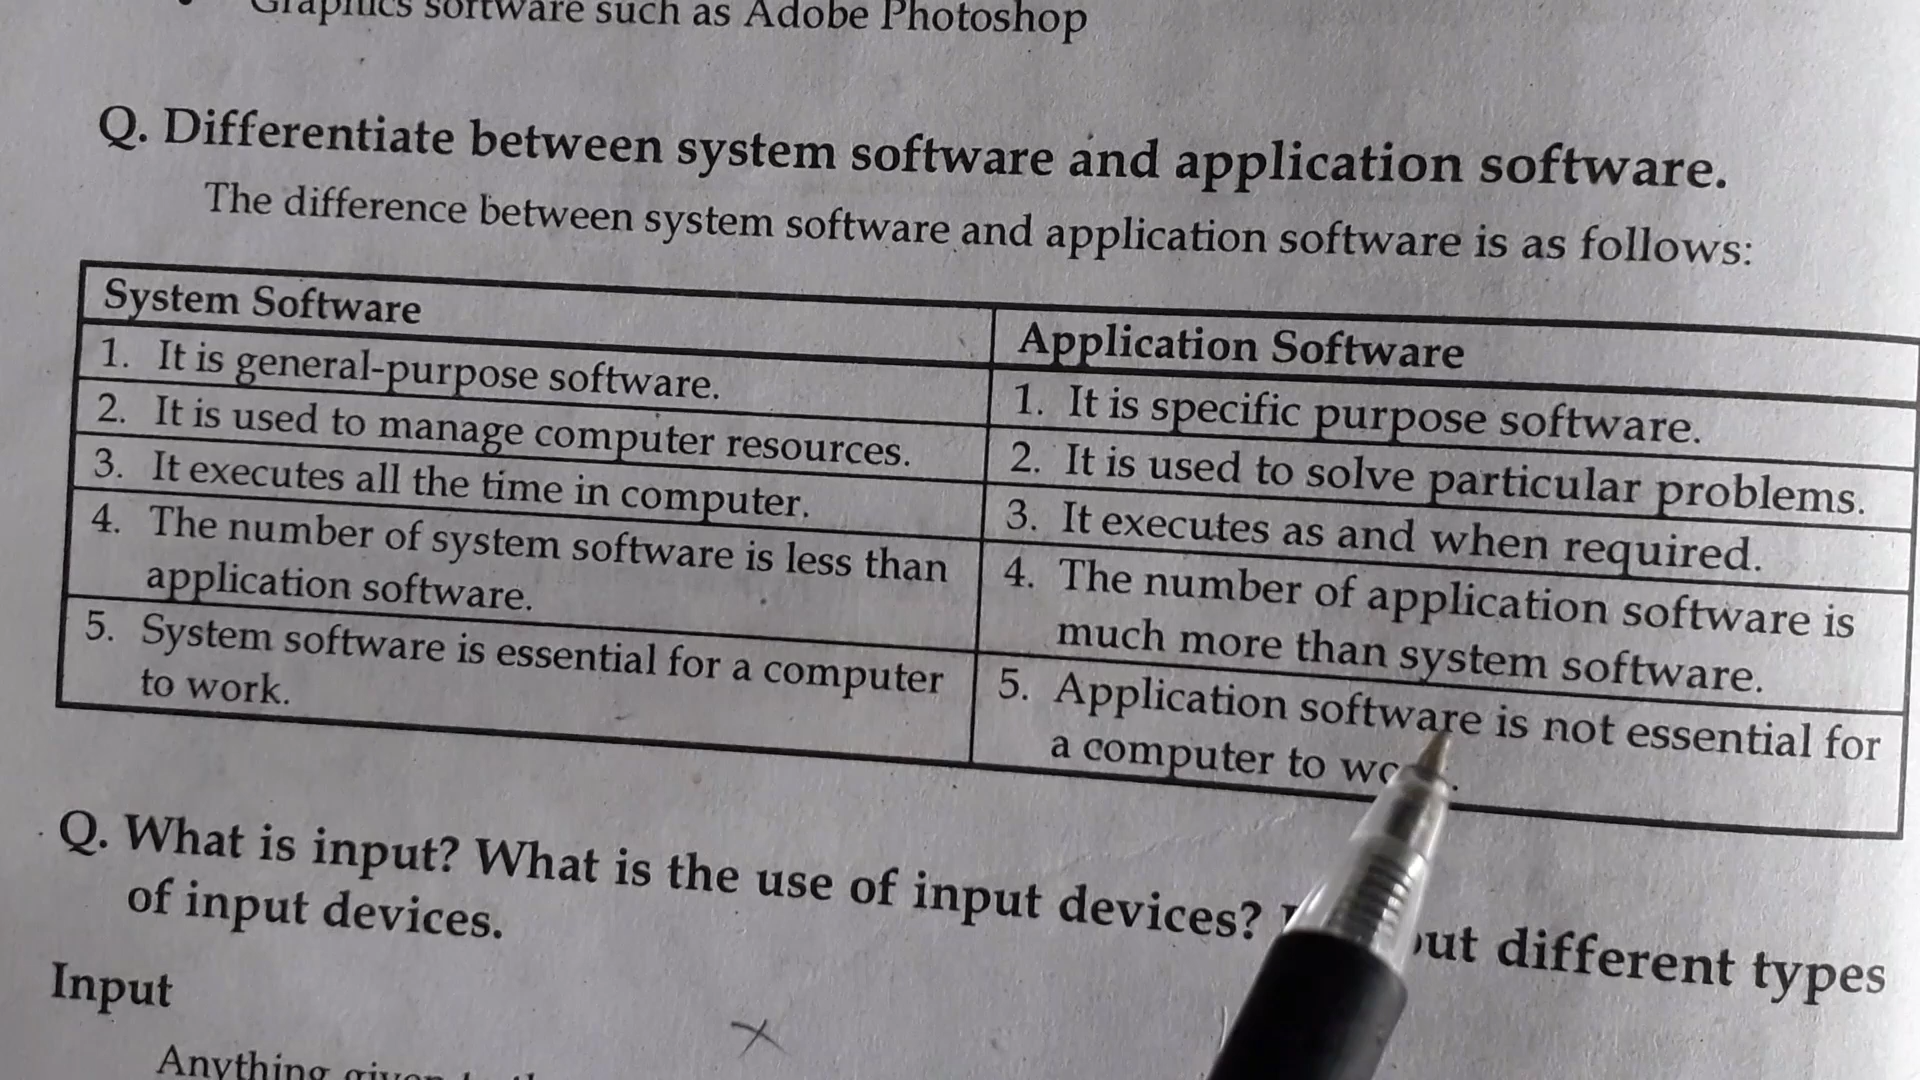 Graphics software such as Adobe Photoshop
Q. Differentiate between system software and application software.
The difference between system software and application software is as follows:
System Software
1. It is general-purpose software.
2. It is used to manage computer resources.
3. It executes all the time in computer.
4. The number of system software is less than
application software.
5. System software is essential for a computer
to work.
Application Software
1. It is specific purpose software.
2. It is used to solve particular problems.
3. It executes as and when required.
4. The number of application software is
much more than system software.
5. Application software is not essential for
a computer to
Q. What is input? What is the use of input devices? different types
of input devices.
Input
Anything